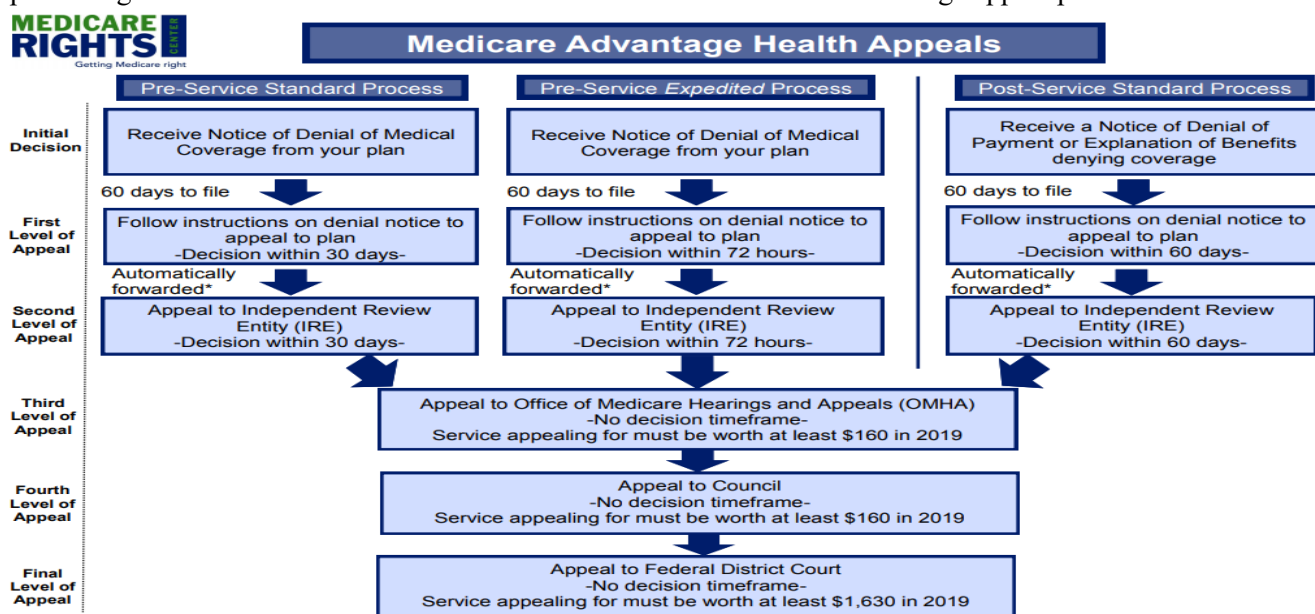 MEDICARE
RIGHTS
CENTER
Getting Medicare right
Medicare Advantage Health Appeals
Pre-Service Standard Process
Pre-Service Expedited Process
Post-Service Standard Process
Initial
Decision
Receive Notice of Denial of Medical
Coverage from your plan
Receive Notice of Denial of Medical
Coverage from your plan
Receive a Notice of Denial of
Payment or Explanation of Benefits
denying coverage
60 days to file
60 days to file
60 days to file
First
Level of
Appeal
Follow instructions on denial notice to
appeal to plan
-Decision within 30 days-
Follow instructions on denial notice to
appeal to plan
-Decision within 72 hours-
Follow instructions on denial notice to
appeal to plan
-Decision within 60 days-
Automatically
forwarded*
Automatically
forwarded*
Automatically
forwarded*
Second
Level of
Appeal
Appeal to Independent Review
Entity (IRE)
-Decision within 30 days-
Appeal to Independent Review
Entity (IRE)
-Decision within 72 hours-
Appeal to Independent Review
Entity (IRE)
-Decision within 60 days-
Third
Level of
Appeal
Appeal to Office of Medicare Hearings and Appeals (OMHA)
-No decision timeframe-
Service appealing for must be worth at least $160 in 2019
Fourth
Level of
Appeal
Appeal to Council
-No decision timeframe-
Service appealing for must be worth at least $160 in 2019
Final
Level of
Appeal
Appeal to Federal District Court
-No decision timeframe-
Service appealing for must be worth at least $1,630 in 2019